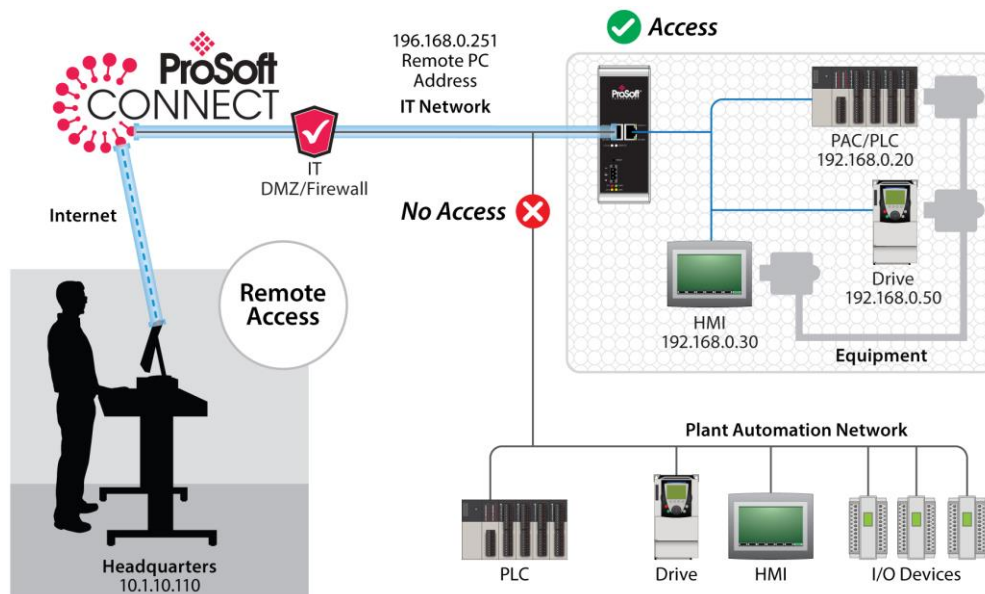 ProSoft
CONNECT
196.168.0.251
Remote PC
Address
IT Network
Access
ProSoft
PAC/PLC
192.168.0.20
IT
DMZ/Firewall
Internet
No Access
Remote
Access
HMI
192.168.0.30
Drive
192.168.0.50
Equipment
Plant Automation Network
PLC
Drive
HMI
I/O Devices
Headquarters
10.1.10.110